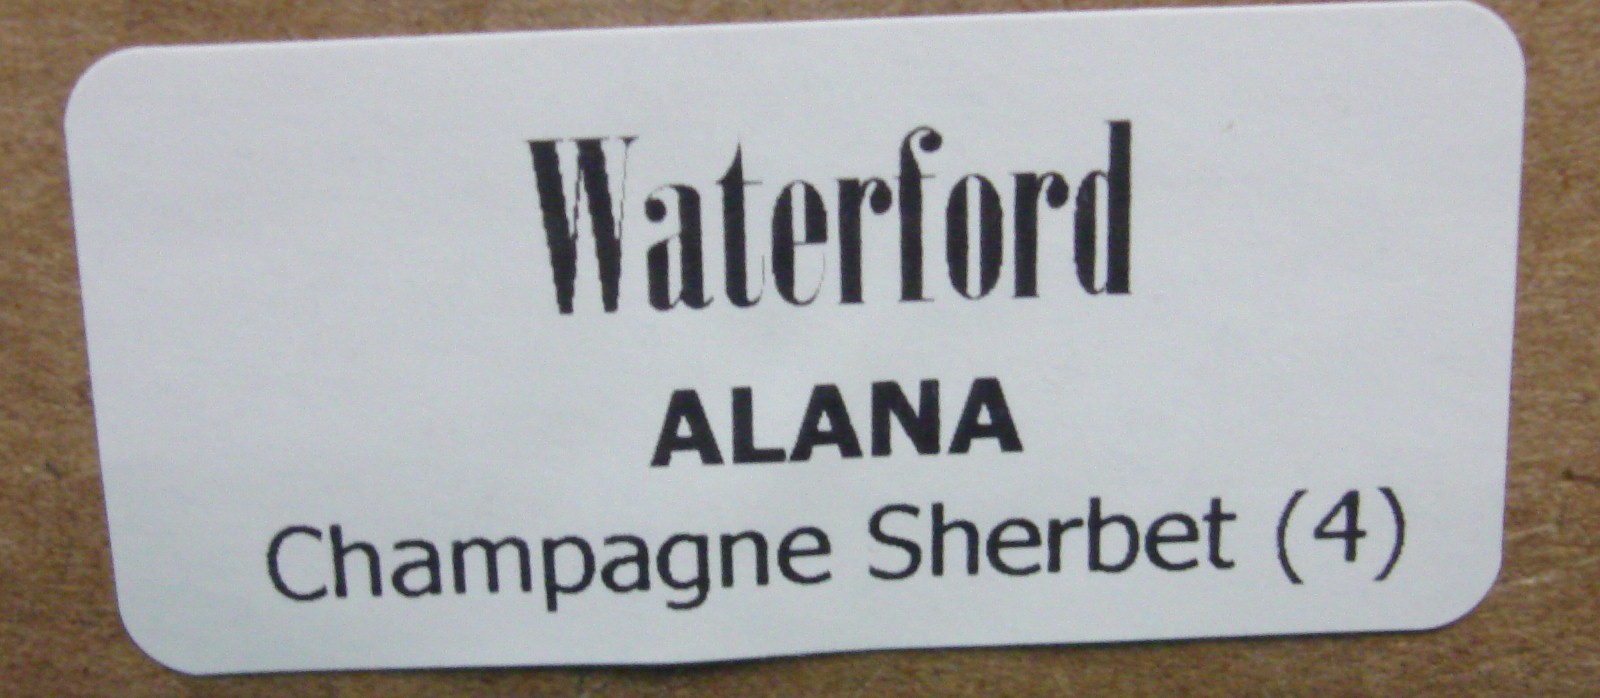 Waterford
ALANA
Champagne Sherbet (4)